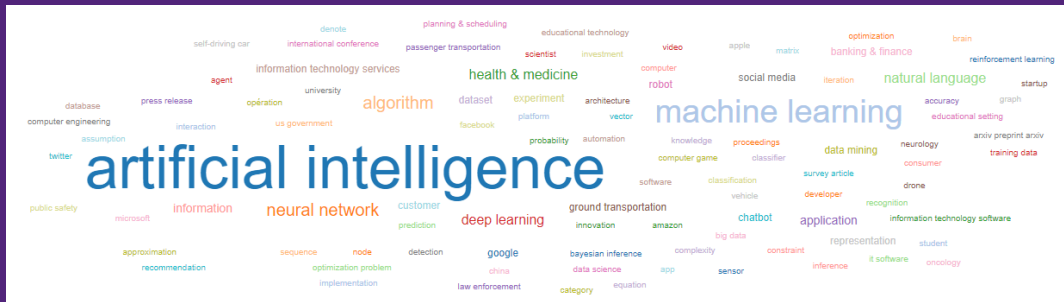 planning & scheduling
denote
educational technology
optimization
brain
self-driving car
international conference
passenger transportation
scientist
investment
video
apple
matrix
banking & finance
reinforcement learning
information technology services
health & medicine
computer
agent
robot
social media
iteration
natural language
startup
university
database
press release
operation
algorithm
dataset
experiment
architecture
machine learning
accuracy
graph
computer engineering
interaction
us government
facebook
platform
vector
educational setting
assumption
probability
automation
knowledge
proceedings
neurology
arxiv preprint arxiv
twitter
artificial intelligence
computer game
classifier
data mining
consumer
training data
survey article
software
classification
drone
vehicle
developer
recognition
public safety
microsoft
information
neural network
customer
prediction
deep learning
ground transportation
innovation
amazon
chatbot
application
information technology software
big data
representation
student
approximation
sequence
node
detection
google
bayesian inference
complexity
constraint
it software
recommendation
optimization problem
china
data science
app
sensor
inference
oncology
implementation
law enforcement
category
equation